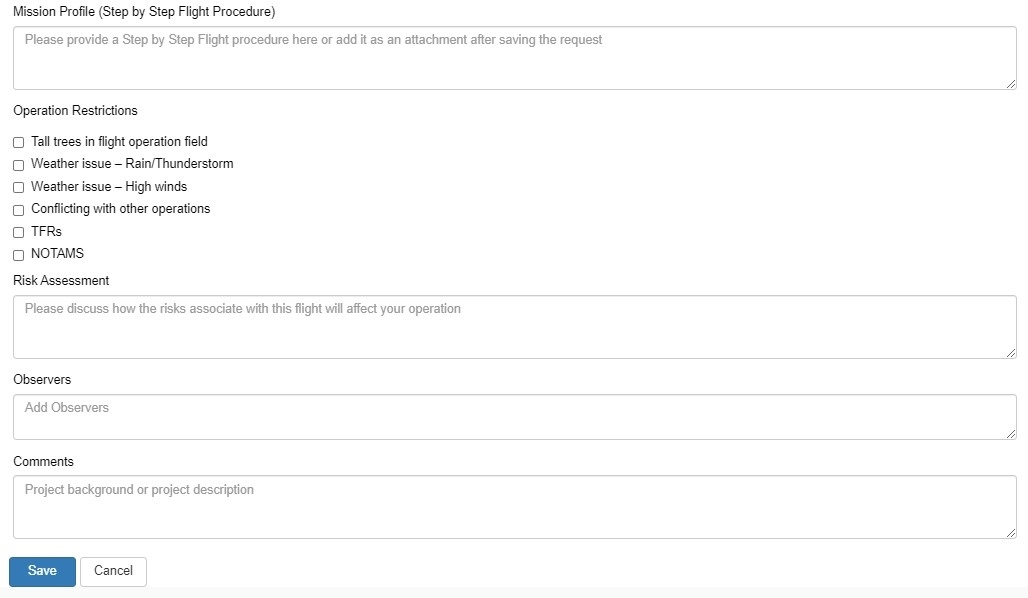 Mission Profile (Step by Step Flight Procedure)
Please provide a Step by Step Flight procedure here or add it as an attachment after saving the request
Operation Restrictions
Tall trees in flight operation field
Weather issue – Rain/Thunderstorm
Weather issue – High winds
Conflicting with other operations
TFRs
NOTAMS
Risk Assessment
Please discuss how the risks associate with this flight will affect your operation
Observers
Add Observers
Comments
Project background or project description
Save Cancel